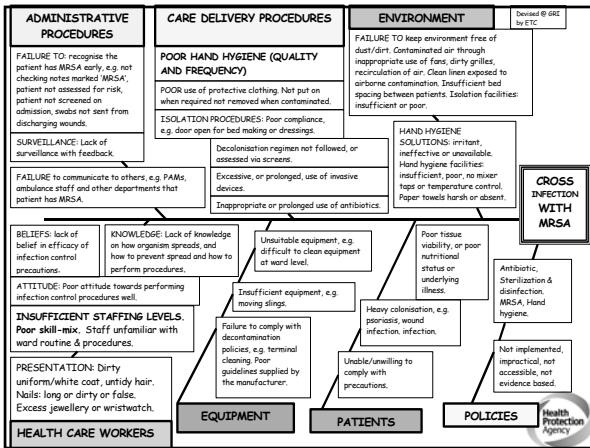 ADMINISTRATIVE
PROCEDURES
FAILURE TO: recognise the
patient has MRSA early, e.g. not
checking notes marked ‘MRSA’,
patient not assessed for risk,
patient not screened on
admission, swabs not sent from
discharging wounds.
SURVEILLANCE: Lack of
surveillance with feedback.
FAILURE to communicate to others, e.g. PAMs,
ambulance staff and other departments that
patient has MRSA.
CARE DELIVERY PROCEDURES
POOR HAND HYGIENE (QUALITY
AND FREQUENCY)
POOR use of protective clothing. Not put on
when required not removed when contaminated.
ISOLATION PROCEDURES: Poor compliance,
e.g. door open for bed making or dressings.
Decolonisation regimen not followed, or
assessed via screens.
Excessive, or prolonged, use of invasive
devices.
Inappropriate or prolonged use of antibiotics.
ENVIRONMENT
Devised @ GRI
by ETC
FAILURE TO keep environment free of
dust/dirt. Contaminated air through
inappropriate use of fans, dirty grilles,
recirculation of air. Clean linen exposed to
airborne contamination. Insufficient bed
spacing between patients. Isolation facilities:
insufficient or poor.
HAND HYGIENE
SOLUTIONS: irritant,
ineffective or unavailable.
Hand hygiene facilities:
insufficient, poor, no mixer
taps or temperature control.
Paper towels harsh or absent.
CROSS
INFECTION
WITH
MRSA
BELIEFS: lack of
belief in efficacy of
infection control
precautions.
KNOWLEDGE: Lack of knowledge
on how organism spreads, and
how to prevent spread and how to
perform procedures.
ATTITUDE: Poor attitude towards performing
infection control procedures well.
INSUFFICIENT STAFFING LEVELS.
Poor skill-mix. Staff unfamiliar with
ward routine & procedures.
PRESENTATION: Dirty
uniform/white coat, untidy hair.
Nails: long or dirty or false.
Excess jewellery or wristwatch.
HEALTH CARE WORKERS
Unsuitable equipment, e.g.
difficult to clean equipment
at ward level.
Insufficient equipment, e.g.
moving slings.
Failure to comply with
decontamination
policies, e.g. terminal
cleaning. Poor
guidelines supplied by
the manufacturer.
EQUIPMENT
Poor tissue
viability, or poor
nutritional
status or
underlying
illness.
Heavy colonisation, e.g.
psoriasis, wound
infection. infection.
Unable/unwilling to
comply with
precautions.
PATIENTS
Antibiotic,
Sterilization &
disinfection.
MRSA, Hand
hygiene.
Not implemented,
impractical, not
accessible, not
evidence based.
POLICIES
Health
Protection
Agency